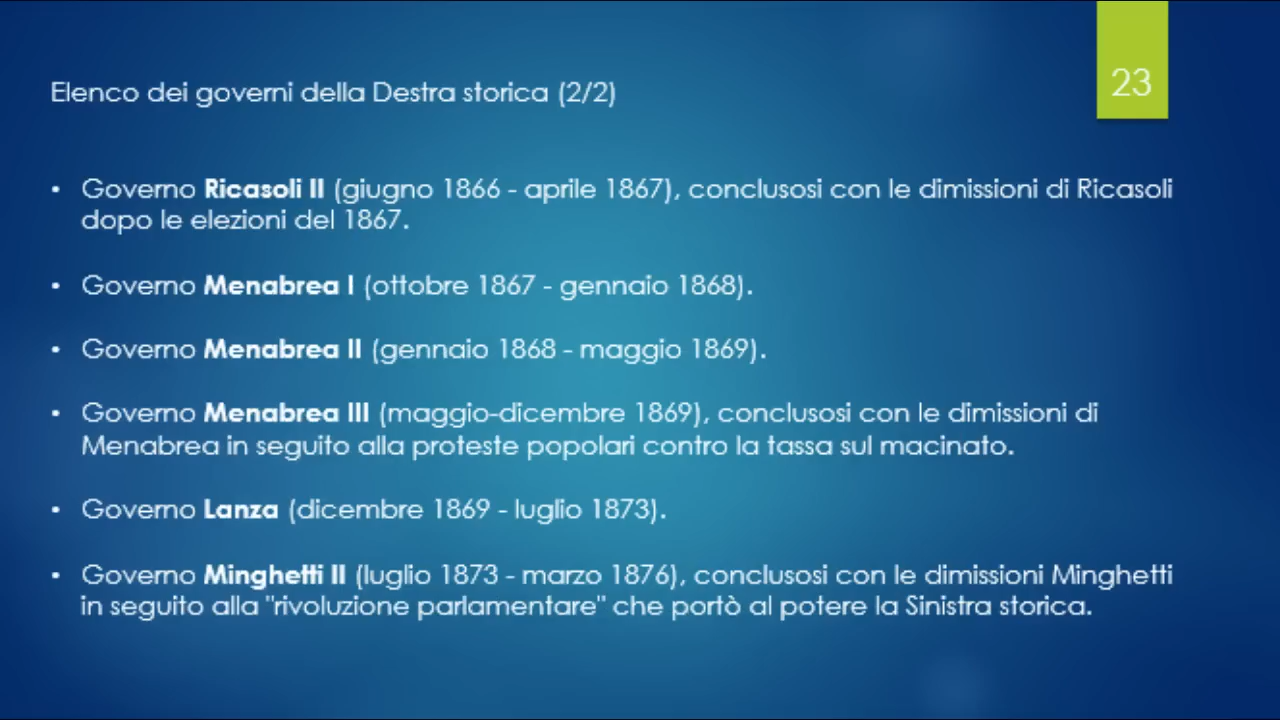 23
Elenco dei governi della Destra storica (2/2)
• Governo Ricasoli II (giugno 1866 - aprile 1867), conclusosi con le dimissioni di Ricasoli
dopo le elezioni del 1867.
• Governo Menabrea I (ottobre 1867 - gennaio 1868).
• Governo Menabrea II (gennaio 1868 - maggio 1869).
• Governo Menabrea III (maggio-dicembre 1869), conclusosi con le dimissioni di
Menabrea in seguito alla proteste popolari contro la tassa sul macinato.
• Governo Lanza (dicembre 1869 - luglio 1873).
• Governo Minghetti II (luglio 1873 - marzo 1876), conclusosi con le dimissioni Minghetti
in seguito alla "rivoluzione parlamentare" che portò al potere la Sinistra storica.